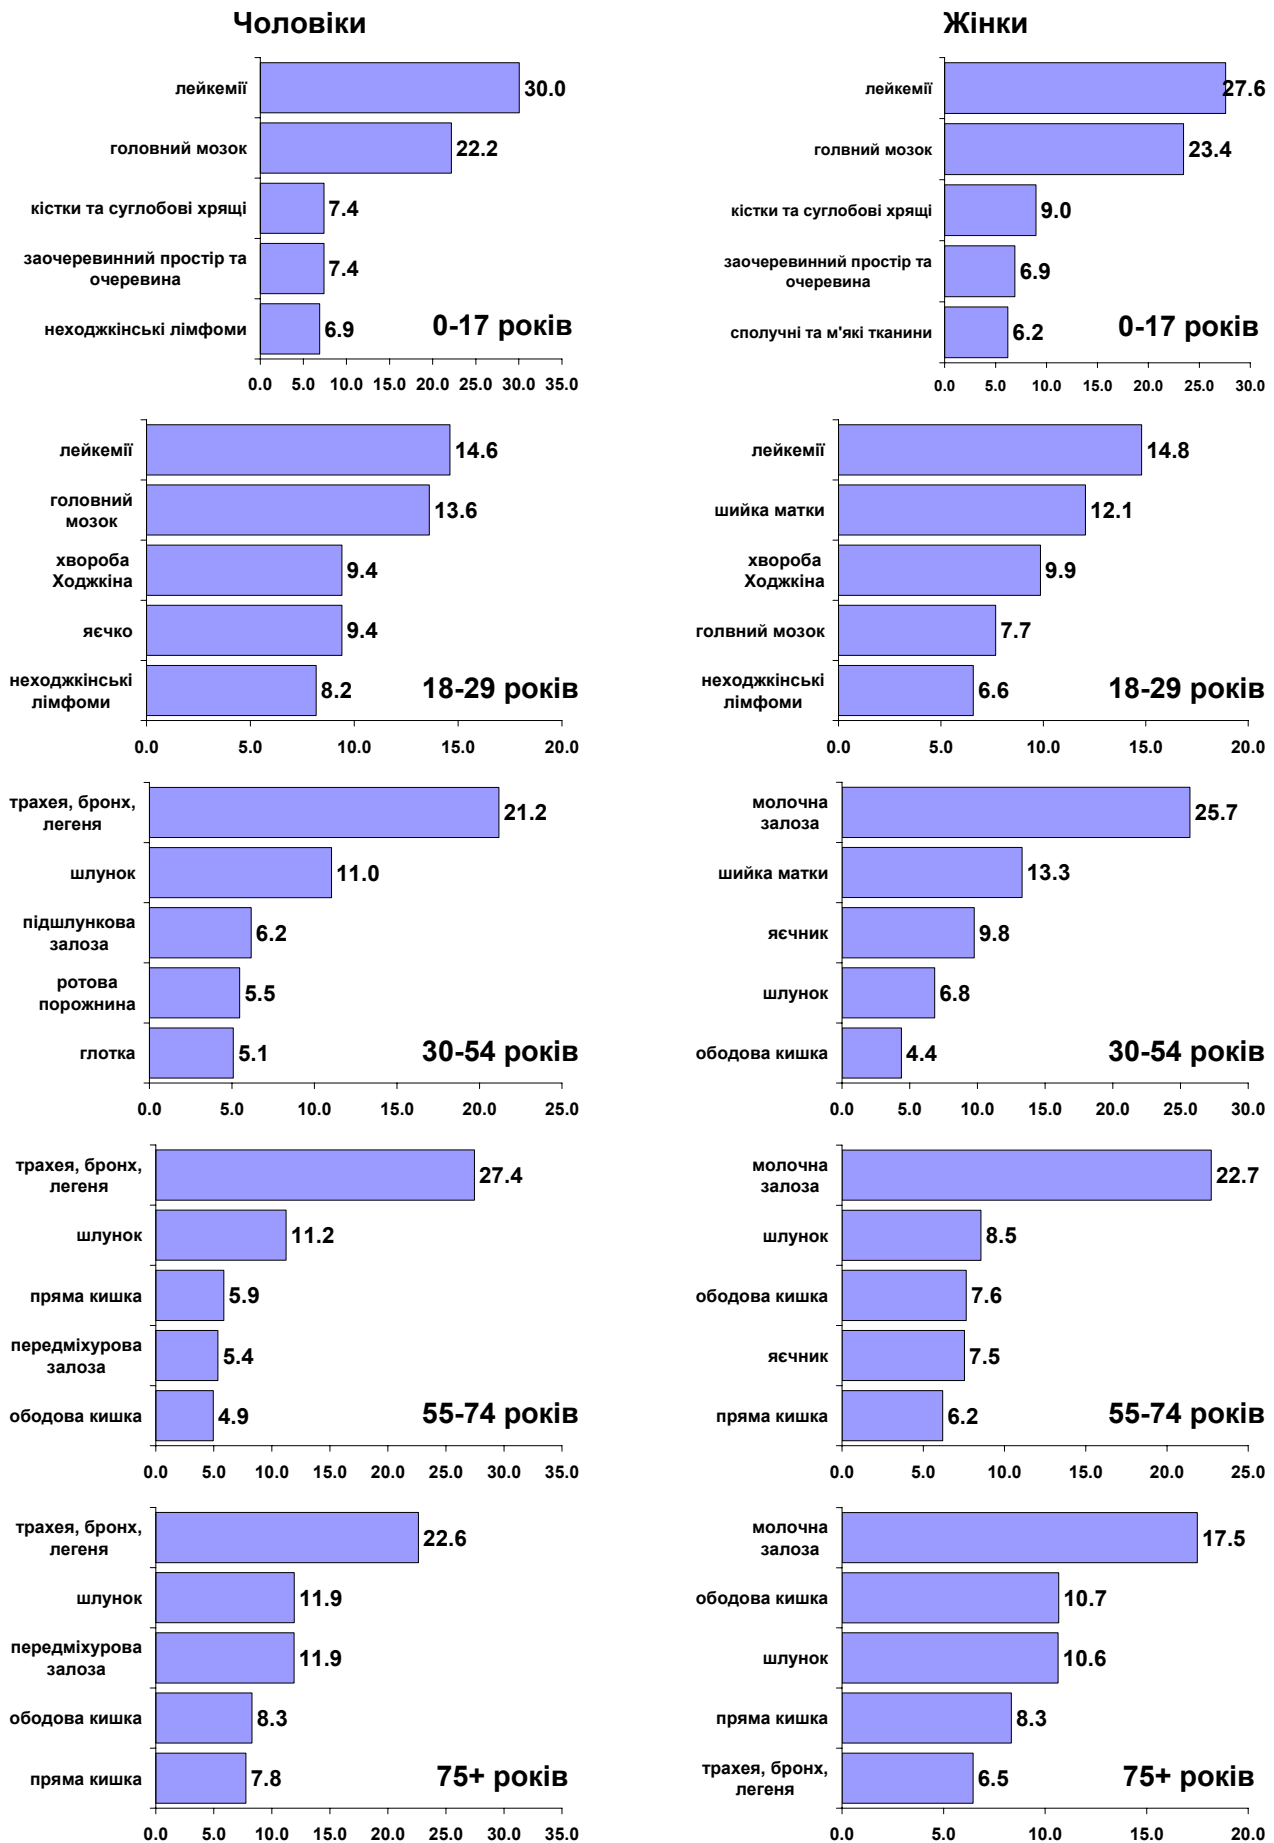 Чоловіки
лейкемії
30.0
головний мозок
22.2
кістки та суглобові хрящі
7.4
заочеревинний простір та
очеревина
7.4
неходжкінські лімфоми
6.9
0-17 років
0.0 5.0 10.0 15.0 20.0 25.0 30.0 35.0
Жінки
лейкемії
27.6
голвний мозок
23.4
кістки та суглобові хрящі
9.0
заочеревинний простір та
очеревина
6.9
сполучні та м'які тканини
6.2
0-17 років
0.0 5.0 10.0 15.0 20.0 25.0 30.0
лейкемії
14.6
головний
мозок
13.6
хвороба
Ходжкіна
9.4
яєчко
9.4
неходжкінські
лімфоми
8.2
18-29 років
0.0 5.0 10.0 15.0 20.0
лейкемії
14.8
шийка матки
12.1
хвороба
Ходжкіна
9.9
голвний мозок
7.7
неходжкінські
лімфоми
6.6
18-29 років
0.0 5.0 10.0 15.0 20.0
трахея, бронх,
легеня
21.2
шлунок
11.0
підшлункова
залоза
6.2
ротова
порожнина
5.5
глотка
5.1
30-54 років
0.0 5.0 10.0 15.0 20.0 25.0
молочна
залоза
25.7
шийка матки
13.3
яєчник
9.8
шлунок
6.8
ободова кишка
4.4
30-54 років
0.0 5.0 10.0 15.0 20.0 25.0 30.0
трахея, бронх,
легеня
27.4
шлунок
11.2
пряма кишка
5.9
передміхурова
залоза
5.4
ободова кишка
4.9
55-74 років
0.0 5.0 10.0 15.0 20.0 25.0 30.0 35.0
молочна
залоза
22.7
шлунок
8.5
ободова кишка
7.6
яєчник
7.5
пряма кишка
6.2
55-74 років
0.0 5.0 10.0 15.0 20.0 25.0
трахея, бронх,
легеня
22.6
шлунок
11.9
передміхурова
залоза
11.9
ободова кишка
8.3
пряма кишка
7.8
75+ років
0.0 5.0 10.0 15.0 20.0 25.0 30.0 35.0
молочна
залоза
17.5
ободова кишка
10.7
шлунок
10.6
пряма кишка
8.3
трахея, бронх,
легеня
6.5
75+ років
0.0 5.0 10.0 15.0 20.0